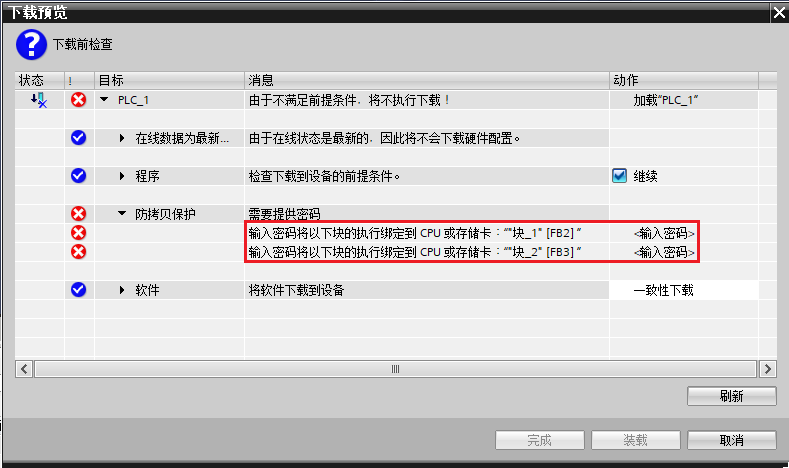 下载预览
下载前检查
状态 ! 目标 消息 动作
PLC_1 由于不满足前提条件，将不执行下载！ 加载“PLC_1”
在线数据为最新... 由于在线状态是最新的，因此将不会下载硬件配置。
程序 检查下载到设备的前提条件。 继续
防拷贝保护 需要提供密码
输入密码将以下块的执行绑定到 CPU 或存储卡：“"块_1" [FB2] ” <输入密码>
输入密码将以下块的执行绑定到 CPU 或存储卡：“"块_2" [FB3] ” <输入密码>
软件 将软件下载到设备 一致性下载
刷新
完成 装载 取消